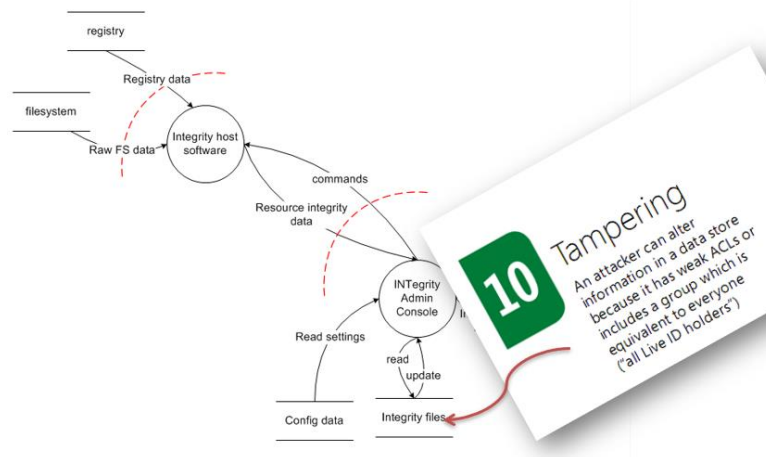 registry
Registry data
filesystem
Raw FS data
Integrity host
software
commands
Resource integrity
data
INTegrity
Admin
Console
Read settings
read
update
Config data
Integrity files
10
Tampering
An attacker can alter
information in a data store
because it has weak ACLs or
includes a group which is
equivalent to everyone
("all Live ID holders")